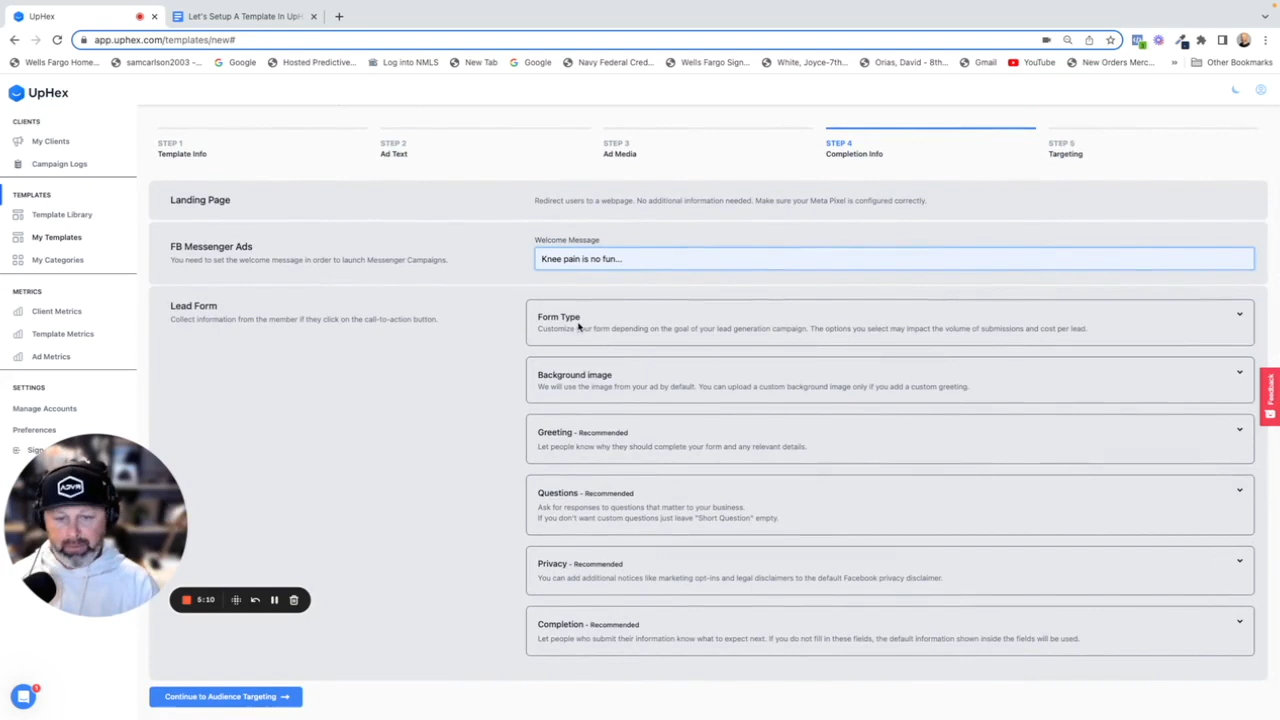 UpHex
Let's Setup A Template In UpH
app.uphex.com/templates/new#
Wells Fargo Home...
samcarlson2003 -...
Google
Hosted Predictive...
Log into NMLS
New Tab
Google
Navy Federal Cred...
Wells Fargo Sign...
White, Joyce-7th...
Orias, David - 8th...
Gmail
YouTube
New Orders Merc...
»
Other Bookmarks
UpHex
CLIENTS
My Clients
Campaign Logs
TEMPLATES
Template Library
My Templates
My Categories
METRICS
Client Metrics
Template Metrics
Ad Metrics
SETTINGS
Manage Accounts
Preferences
Sign
ADVR
STEP 1
Template Info
STEP 2
Ad Text
STEP 3
Ad Media
STEP 4
Completion Info
STEP 5
Targeting
Landing Page
Redirect users to a webpage. No additional information needed. Make sure your Meta Pixel is configured correctly.
FB Messenger Ads
You need to set the welcome message in order to launch Messenger Campaigns.
Welcome Message
Knee pain is no fun...
Lead Form
Collect information from the member if they click on the call-to-action button.
Form Type
Customize your form depending on the goal of your lead generation campaign. The options you select may impact the volume of submissions and cost per lead.
Background image
We will use the image from your ad by default. You can upload a custom background image only if you add a custom greeting.
Greeting - Recommended
Let people know why they should complete your form and any relevant details.
Questions - Recommended
Ask for responses to questions that matter to your business.
If you don't want custom questions just leave "Short Question" empty.
Privacy - Recommended
You can add additional notices like marketing opt-ins and legal disclaimers to the default Facebook privacy disclaimer.
Completion - Recommended
Let people who submit their information know what to expect next. If you do not fill in these fields, the default information shown inside the fields will be used.
5:10
Continue to Audience Targeting →
Feedback